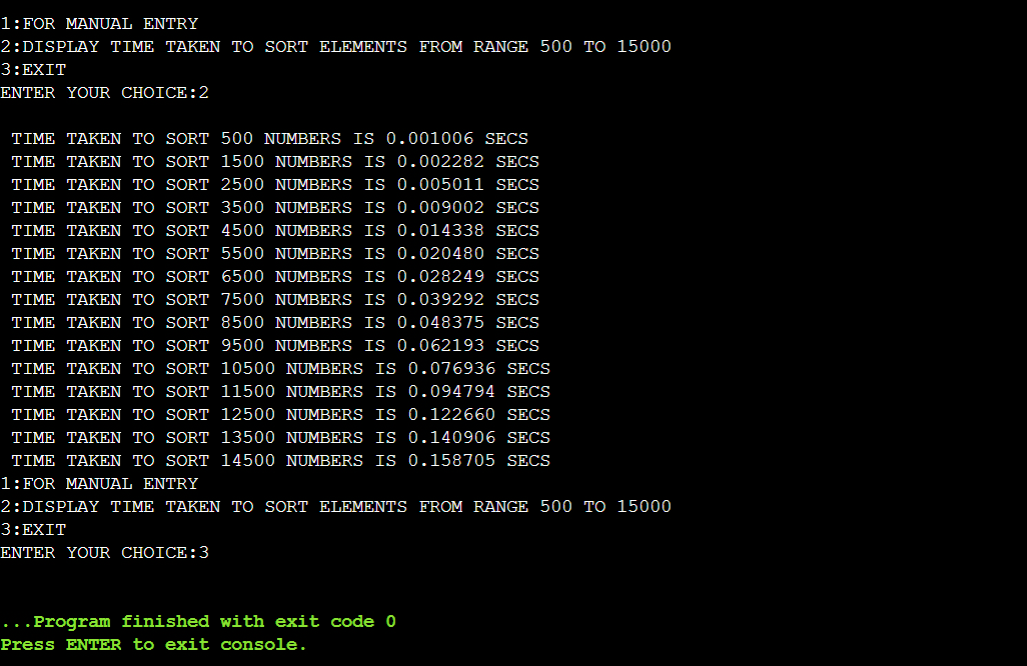 1:FOR MANUAL ENTRY
2:DISPLAY TIME TAKEN TO SORT ELEMENTS FROM RANGE 500 TO 15000
3:EXIT
ENTER YOUR CHOICE:2
TIME TAKEN TO SORT 500 NUMBERS IS 0.001006 SECS
TIME TAKEN TO SORT 1500 NUMBERS IS 0.002282 SECS
TIME TAKEN TO SORT 2500 NUMBERS IS 0.005011 SECS
TIME TAKEN TO SORT 3500 NUMBERS IS 0.009002 SECS
TIME TAKEN TO SORT 4500 NUMBERS IS 0.014338 SECS
TIME TAKEN TO SORT 5500 NUMBERS IS 0.020480 SECS
TIME TAKEN TO SORT 6500 NUMBERS IS 0.028249 SECS
TIME TAKEN TO SORT 7500 NUMBERS IS 0.039292 SECS
TIME TAKEN TO SORT 8500 NUMBERS IS 0.048375 SECS
TIME TAKEN TO SORT 9500 NUMBERS IS 0.062193 SECS
TIME TAKEN TO SORT 10500 NUMBERS IS 0.076936 SECS
TIME TAKEN TO SORT 11500 NUMBERS IS 0.094794 SECS
TIME TAKEN TO SORT 12500 NUMBERS IS 0.122660 SECS
TIME TAKEN TO SORT 13500 NUMBERS IS 0.140906 SECS
TIME TAKEN TO SORT 14500 NUMBERS IS 0.158705 SECS
1:FOR MANUAL ENTRY
2:DISPLAY TIME TAKEN TO SORT ELEMENTS FROM RANGE 500 TO 15000
3:EXIT
ENTER YOUR CHOICE:3
...Program finished with exit code 0
Press ENTER to exit console.